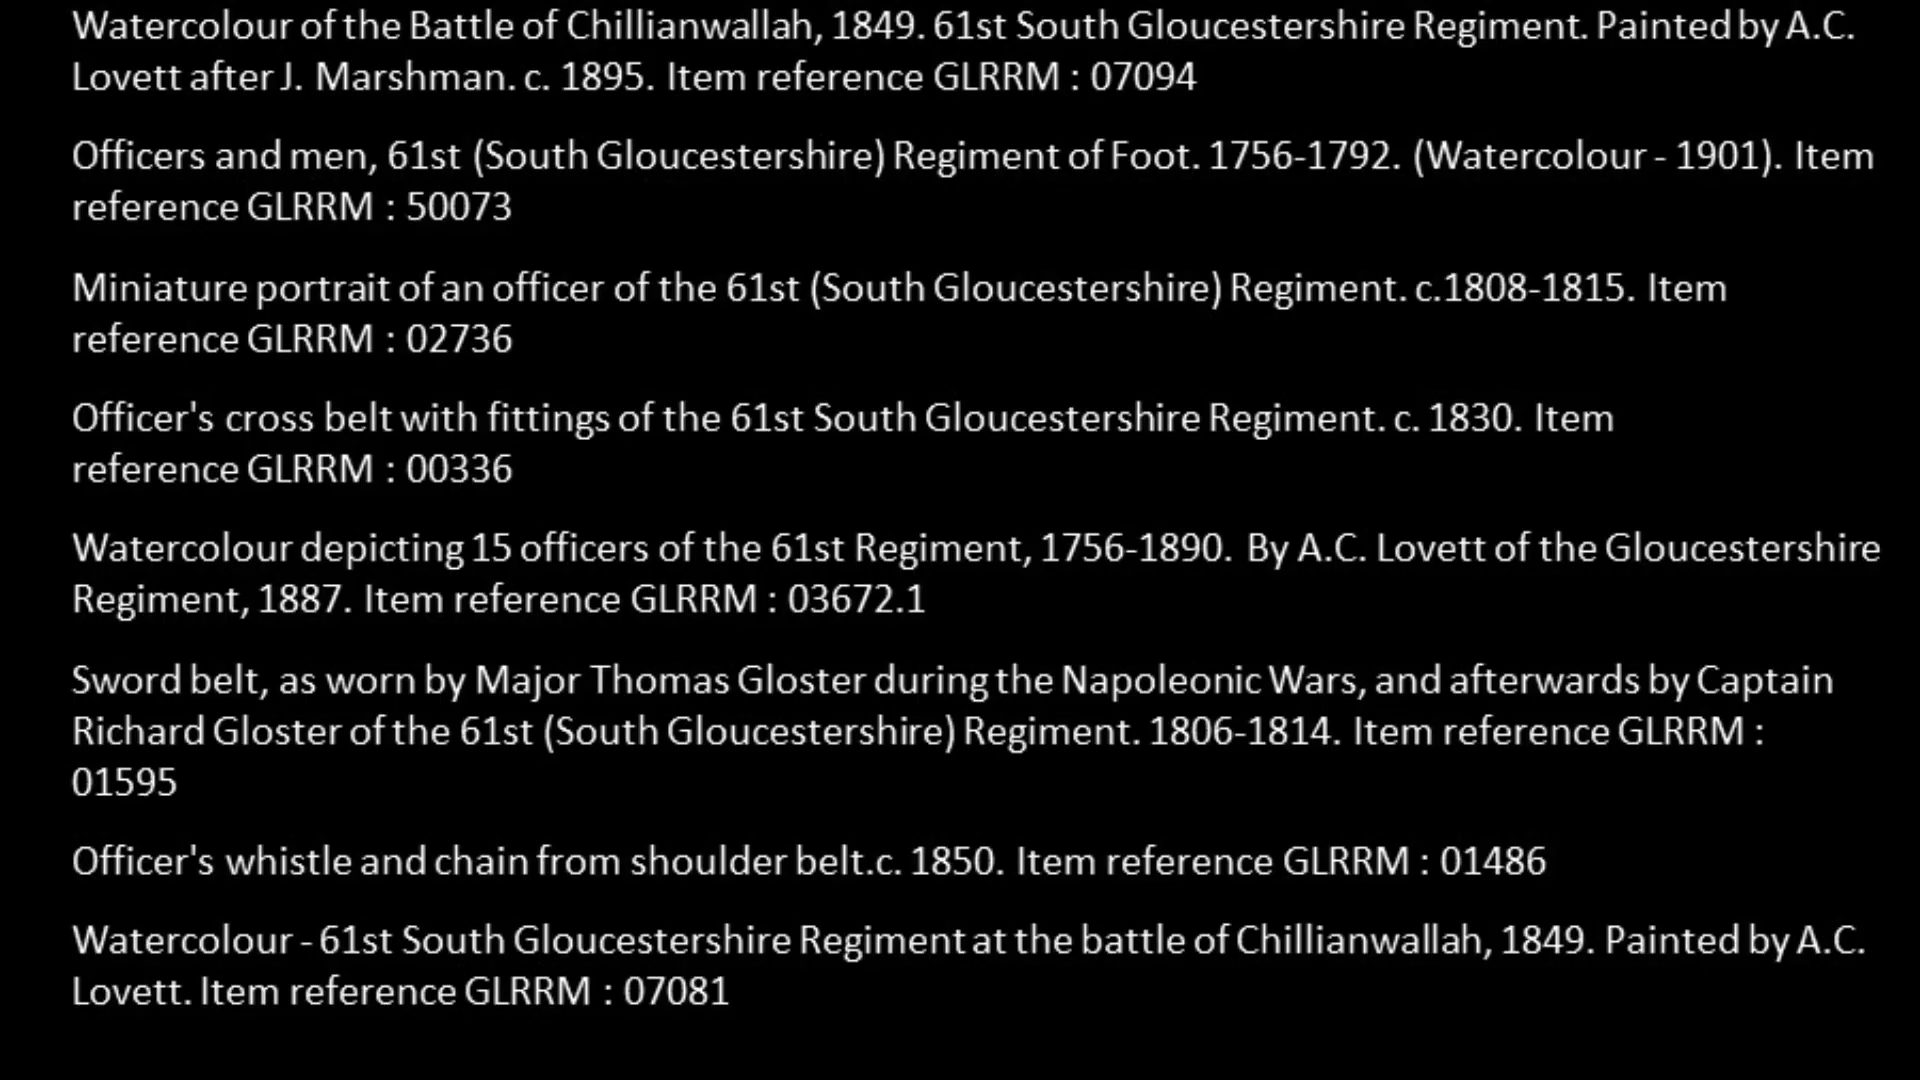 Watercolour of the Battle of Chillianwallah, 1849. 61st South Gloucestershire Regiment. Painted by A.C.
Lovett after J. Marshman. c. 1895. Item reference GLRRM : 07094
Officers and men, 61st (South Gloucestershire) Regiment of Foot. 1756-1792. (Watercolour - 1901). Item
reference GLRRM : 50073
Miniature portrait of an officer of the 61st (South Gloucestershire) Regiment. c.1808-1815. Item
reference GLRRM : 02736
Officer's cross belt with fittings of the 61st South Gloucestershire Regiment. c. 1830. Item
reference GLRRM : 00336
Watercolour depicting 15 officers of the 61st Regiment, 1756-1890. By A.C. Lovett of the Gloucestershire
Regiment, 1887. Item reference GLRRM : 03672.1
Sword belt, as worn by Major Thomas Gloster during the Napoleonic Wars, and afterwards by Captain
Richard Gloster of the 61st (South Gloucestershire) Regiment. 1806-1814. Item reference GLRRM :
01595
Officer's whistle and chain from shoulder belt.c. 1850. Item reference GLRRM : 01486
Watercolour - 61st South Gloucestershire Regiment at the battle of Chillianwallah, 1849. Painted by A.C.
Lovett. Item reference GLRRM : 07081